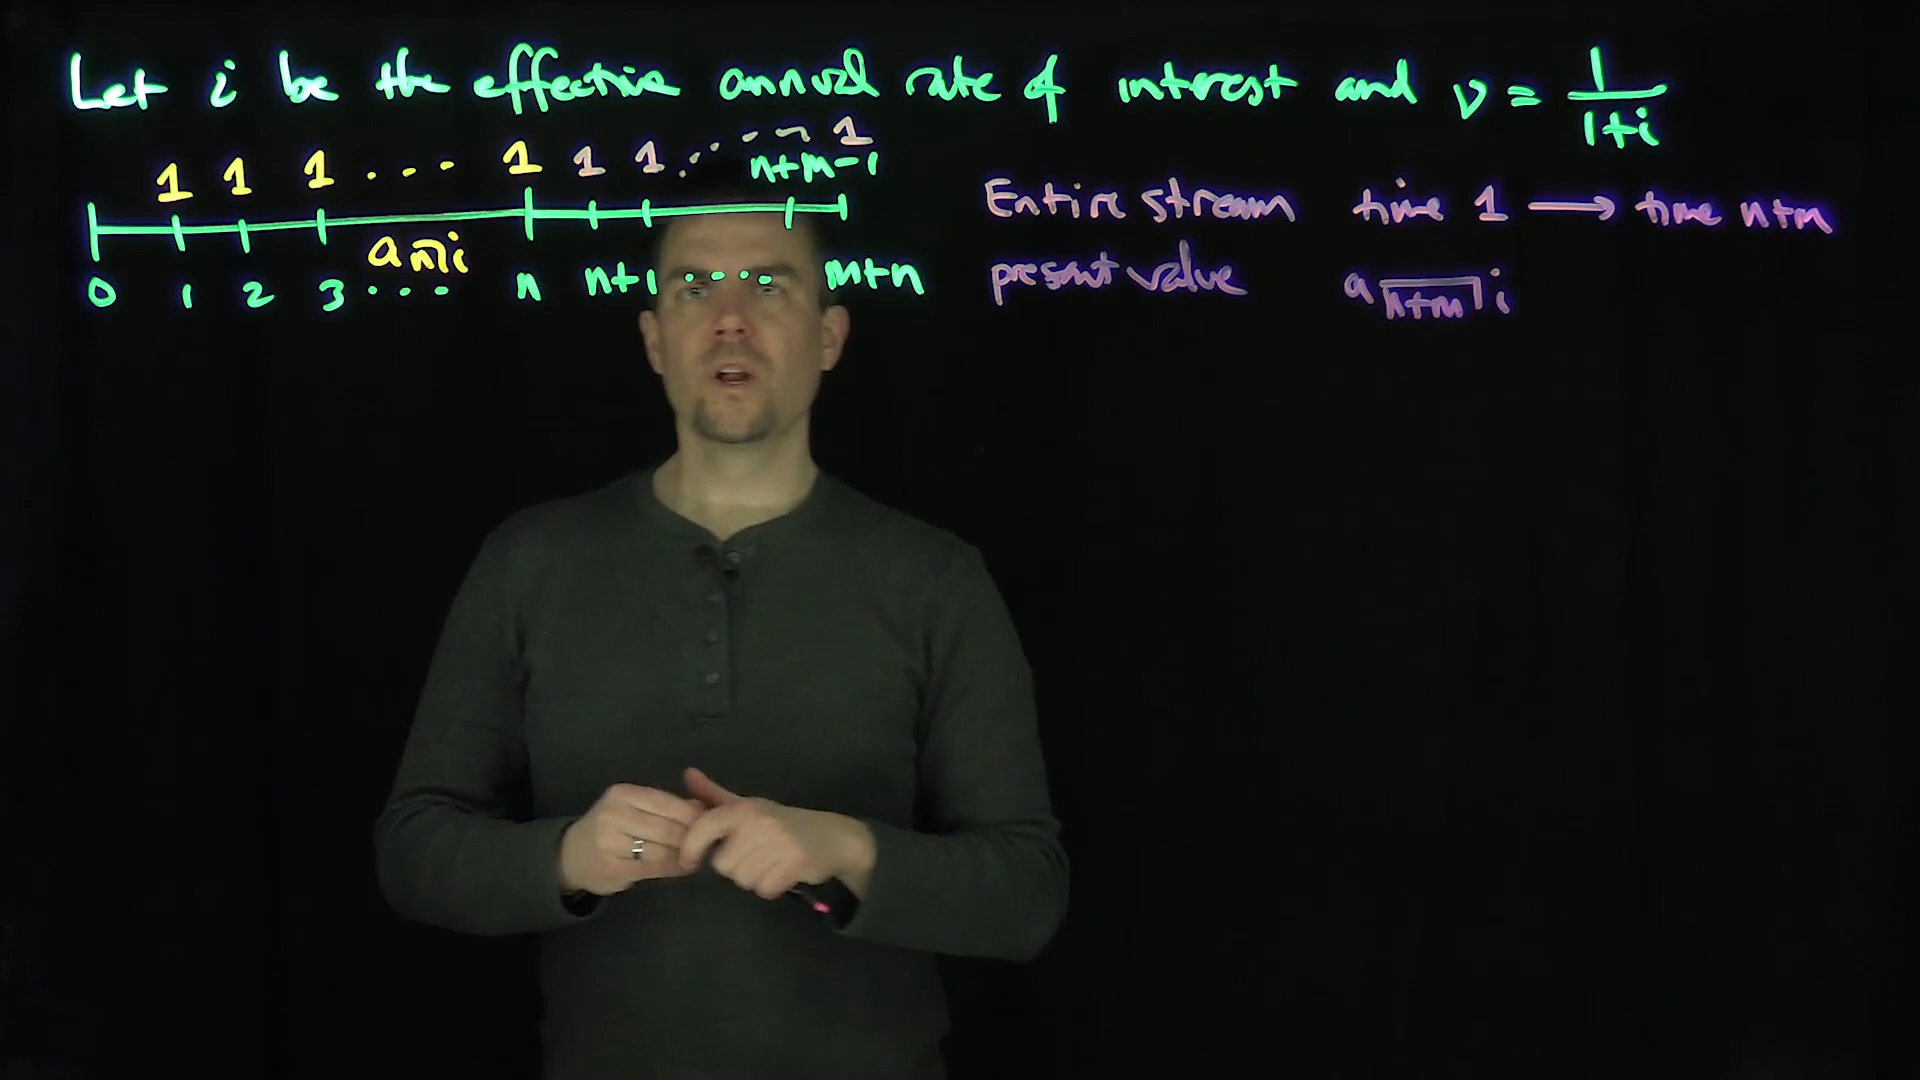 Let i be the effective annual rate of interest and v = 1/(1+i)
1 1 1 . . . 1 1 1 . . . . . 1
n+m-1
Entire stream time 1 → time n+m
a n⌉ i
0 1 2 3 . . . n n+1 . . . . m+n
present value a n+m⌉ i